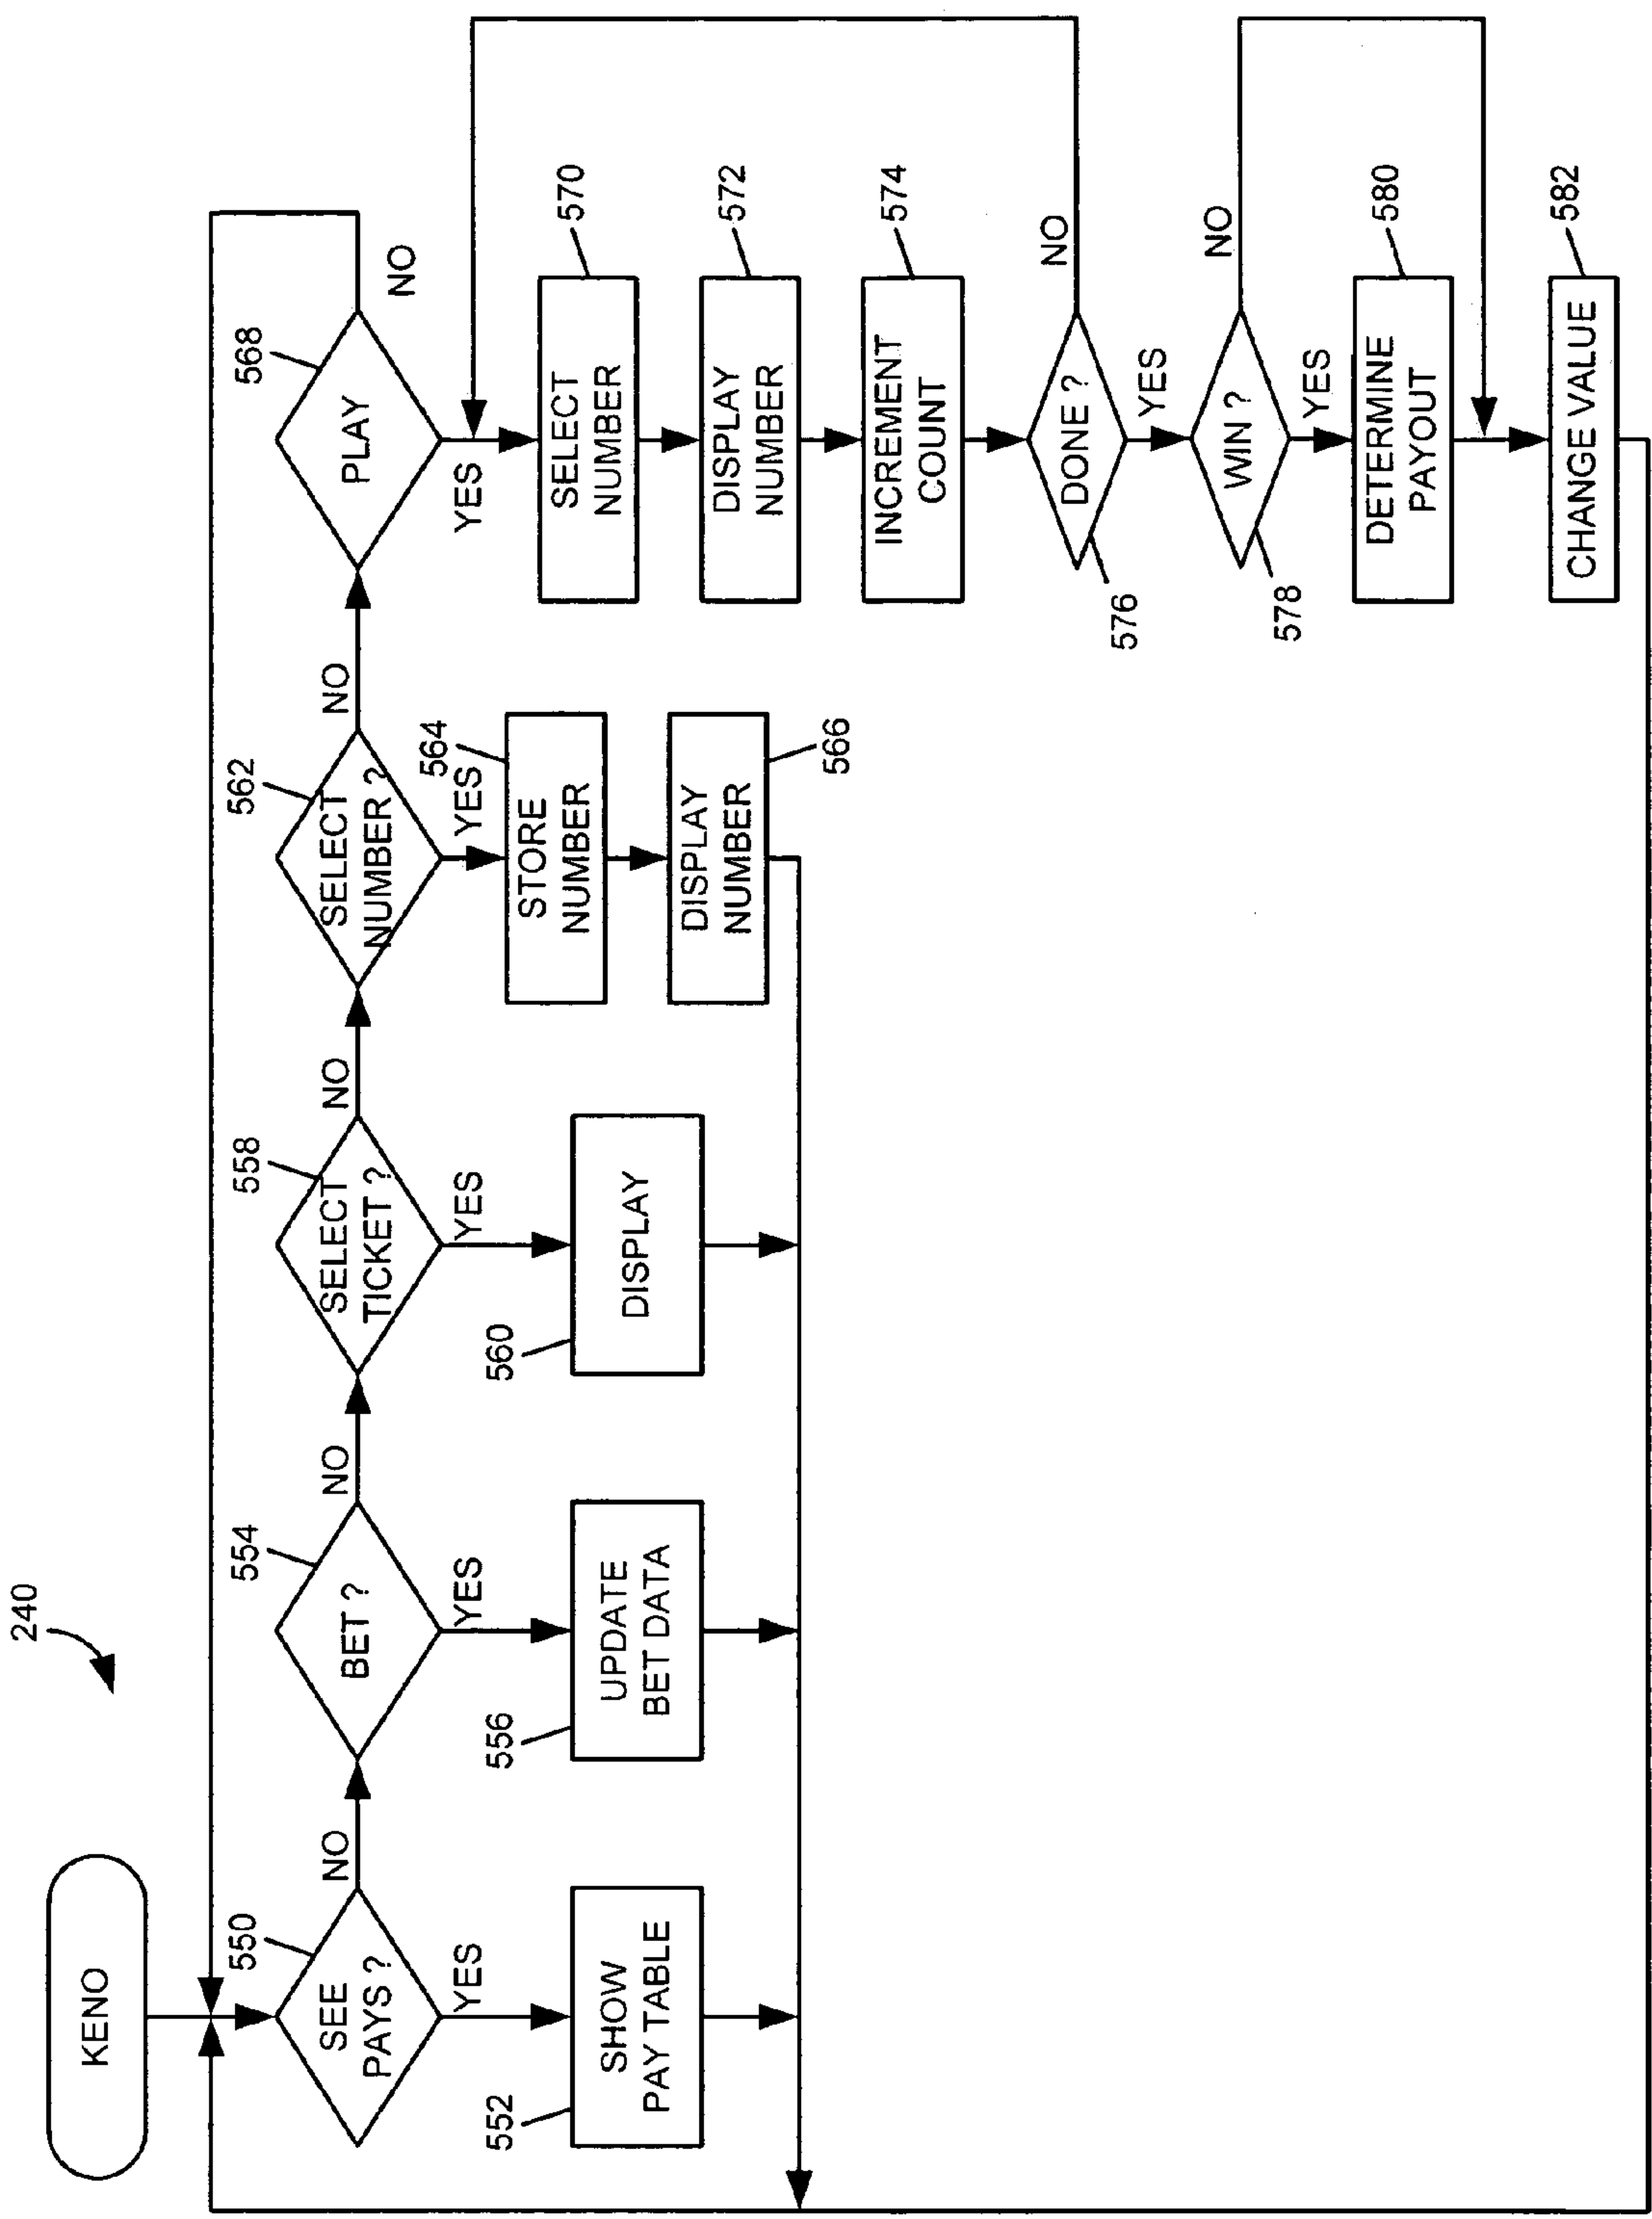 240
KENO
550
SEE
PAYS ?
NO
YES
552
SHOW
PAY TABLE
554
BET ?
NO
YES
556
UPDATE
BET DATA
558
SELECT
TICKET ?
NO
YES
560
DISPLAY
562
SELECT
NUMBER ?
NO
YES
564
STORE
NUMBER
566
DISPLAY
NUMBER
568
PLAY
NO
YES
570
SELECT
NUMBER
572
DISPLAY
NUMBER
574
INCREMENT
COUNT
576
DONE ?
NO
YES
578
WIN ?
NO
YES
580
DETERMINE
PAYOUT
582
CHANGE VALUE